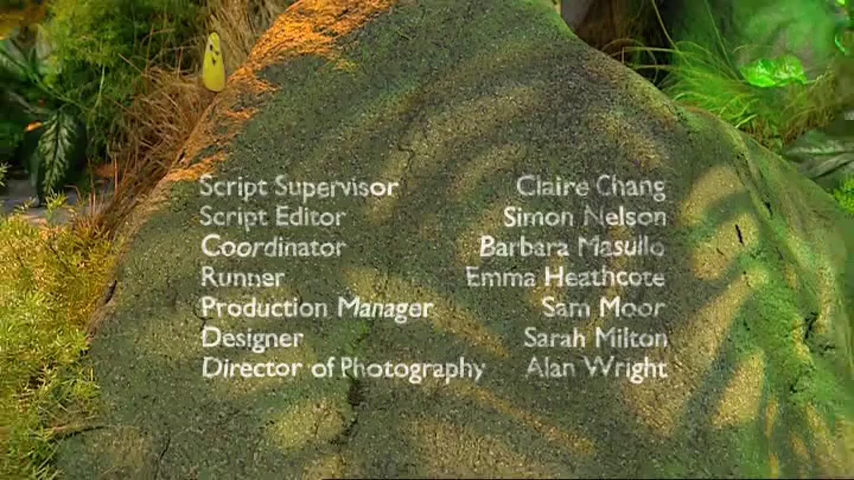 Script Supervisor Claire Chang
Script Editor Simon Nelson
Coordinator Barbara Masullo
Runner Emma Heathcote
Production Manager Sam Moor
Designer Sarah Milton
Director of Photography Alan Wright